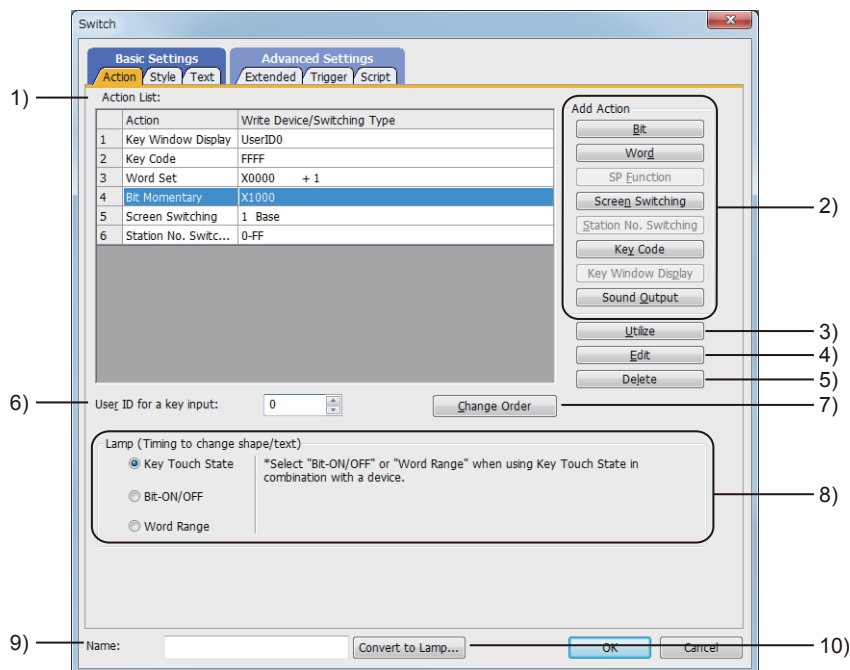 Switch
Basic Settings Advanced Settings
Action Style Text Extended Trigger Script
1) Action List:
Action Write Device/Switching Type
1 Key Window Display UserID0
2 Key Code FFFF
3 Word Set X0000 + 1
4 Bit Momentary X1000
5 Screen Switching 1 Base
6 Station No. Switc... 0-FF
Add Action
Bit
Word
SP Function
Screen Switching
2)
Station No. Switching
Key Code
Key Window Display
Sound Output
Utilize 3)
Edit 4)
Delete 5)
6) User ID for a key input: 0 Change Order 7)
Lamp (Timing to change shape/text)
Key Touch State
*Select "Bit-ON/OFF" or "Word Range" when using Key Touch State in
combination with a device.
Bit-ON/OFF
8)
Word Range
9) Name: Convert to Lamp... OK Cancel 10)